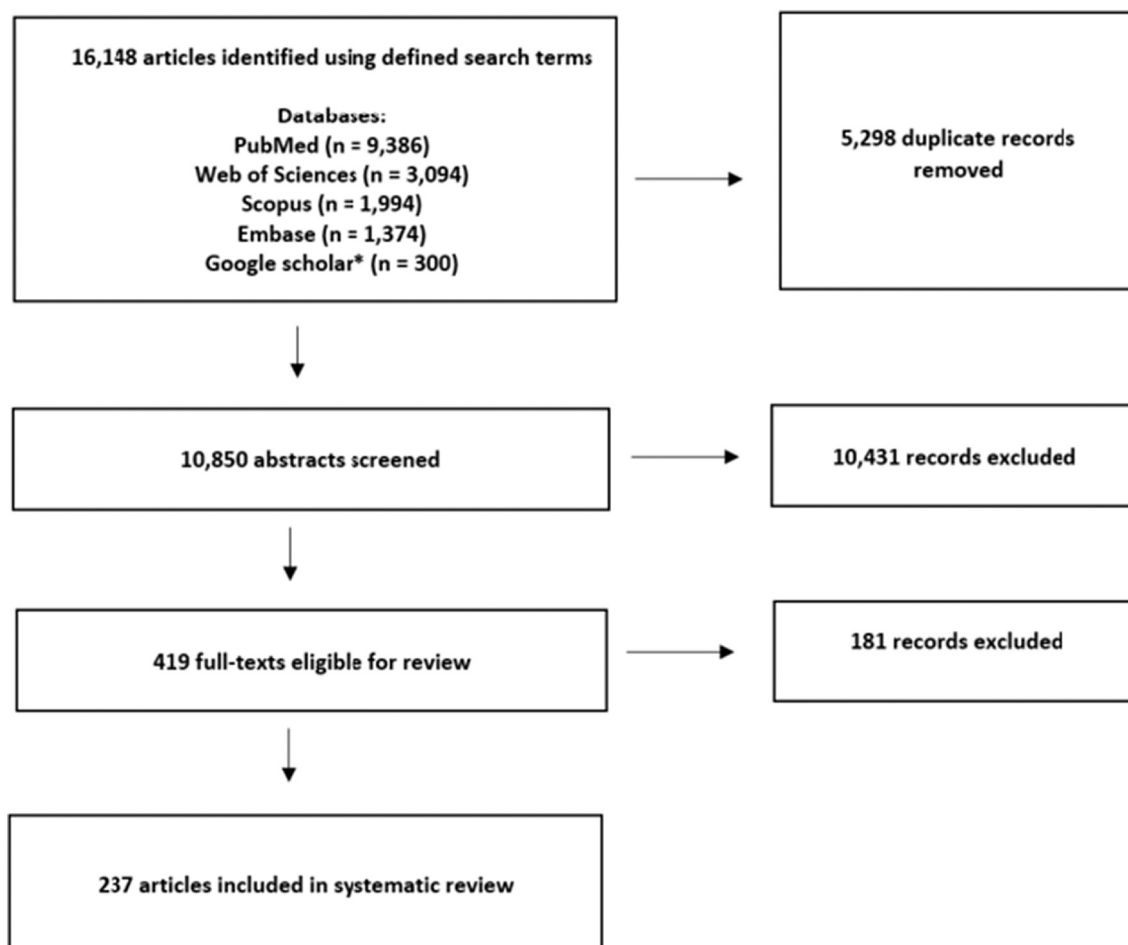 16,148 articles identified using defined search terms
Databases:
PubMed (n = 9,386)
Web of Sciences (n = 3,094)
Scopus (n = 1,994)
Embase (n = 1,374)
Google scholar* (n = 300)
5,298 duplicate records
removed
10,850 abstracts screened
10,431 records excluded
419 full-texts eligible for review
181 records excluded
237 articles included in systematic review